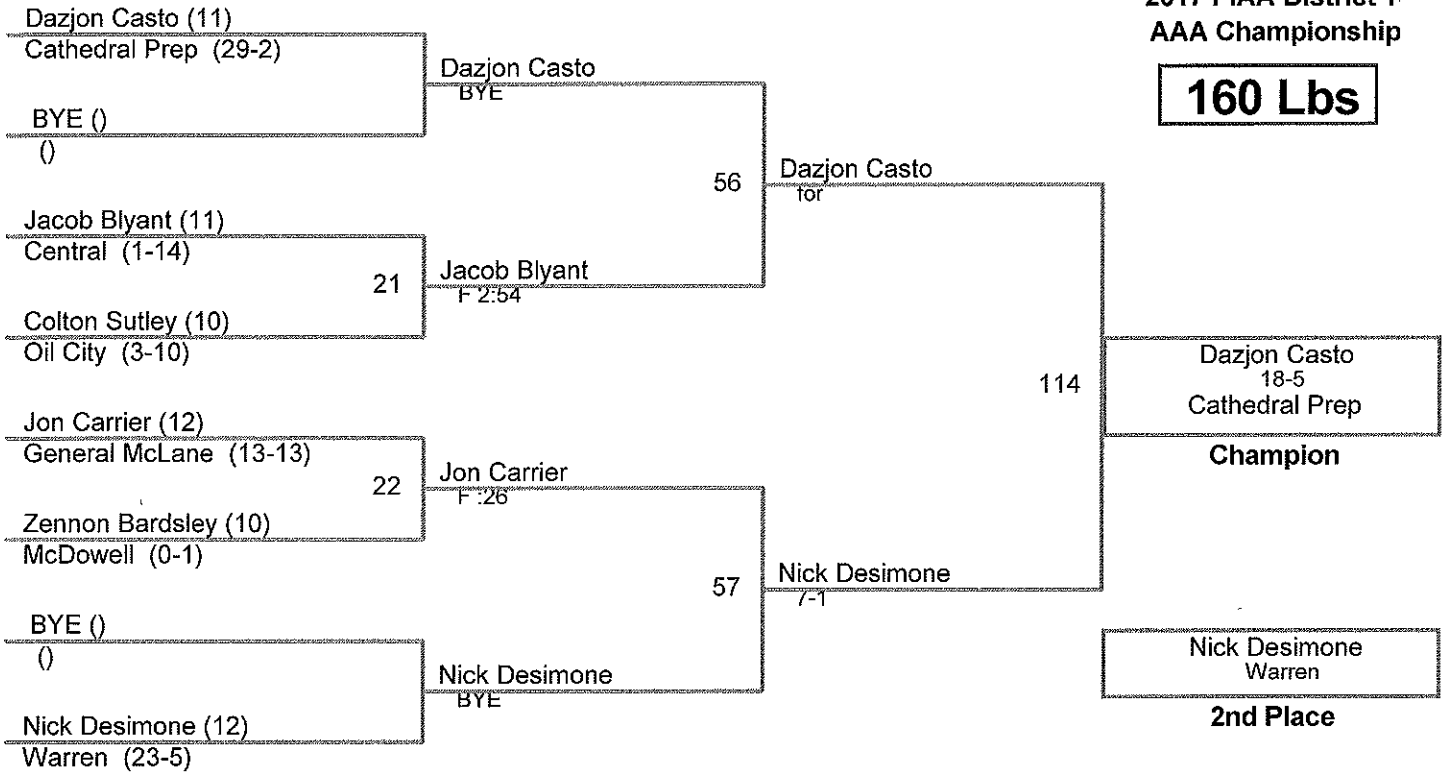 AAA Championship
160 Lbs
Dazjon Casto (11)
Cathedral Prep (29-2)
BYE ()
()
Jacob Blyant (11)
Central (1-14)
Colton Sutley (10)
Oil City (3-10)
Jon Carrier (12)
General McLane (13-13)
Zennon Bardsley (10)
McDowell (0-1)
BYE ()
()
Nick Desimone (12)
Warren (23-5)
Dazjon Casto
BYE
21
Jacob Blyant
F 2:54
22
Jon Carrier
F :26
Nick Desimone
BYE
56
Dazjon Casto
for
57
Nick Desimone
7-1
114
Dazjon Casto
18-5
Cathedral Prep
Champion
Nick Desimone
Warren
2nd Place